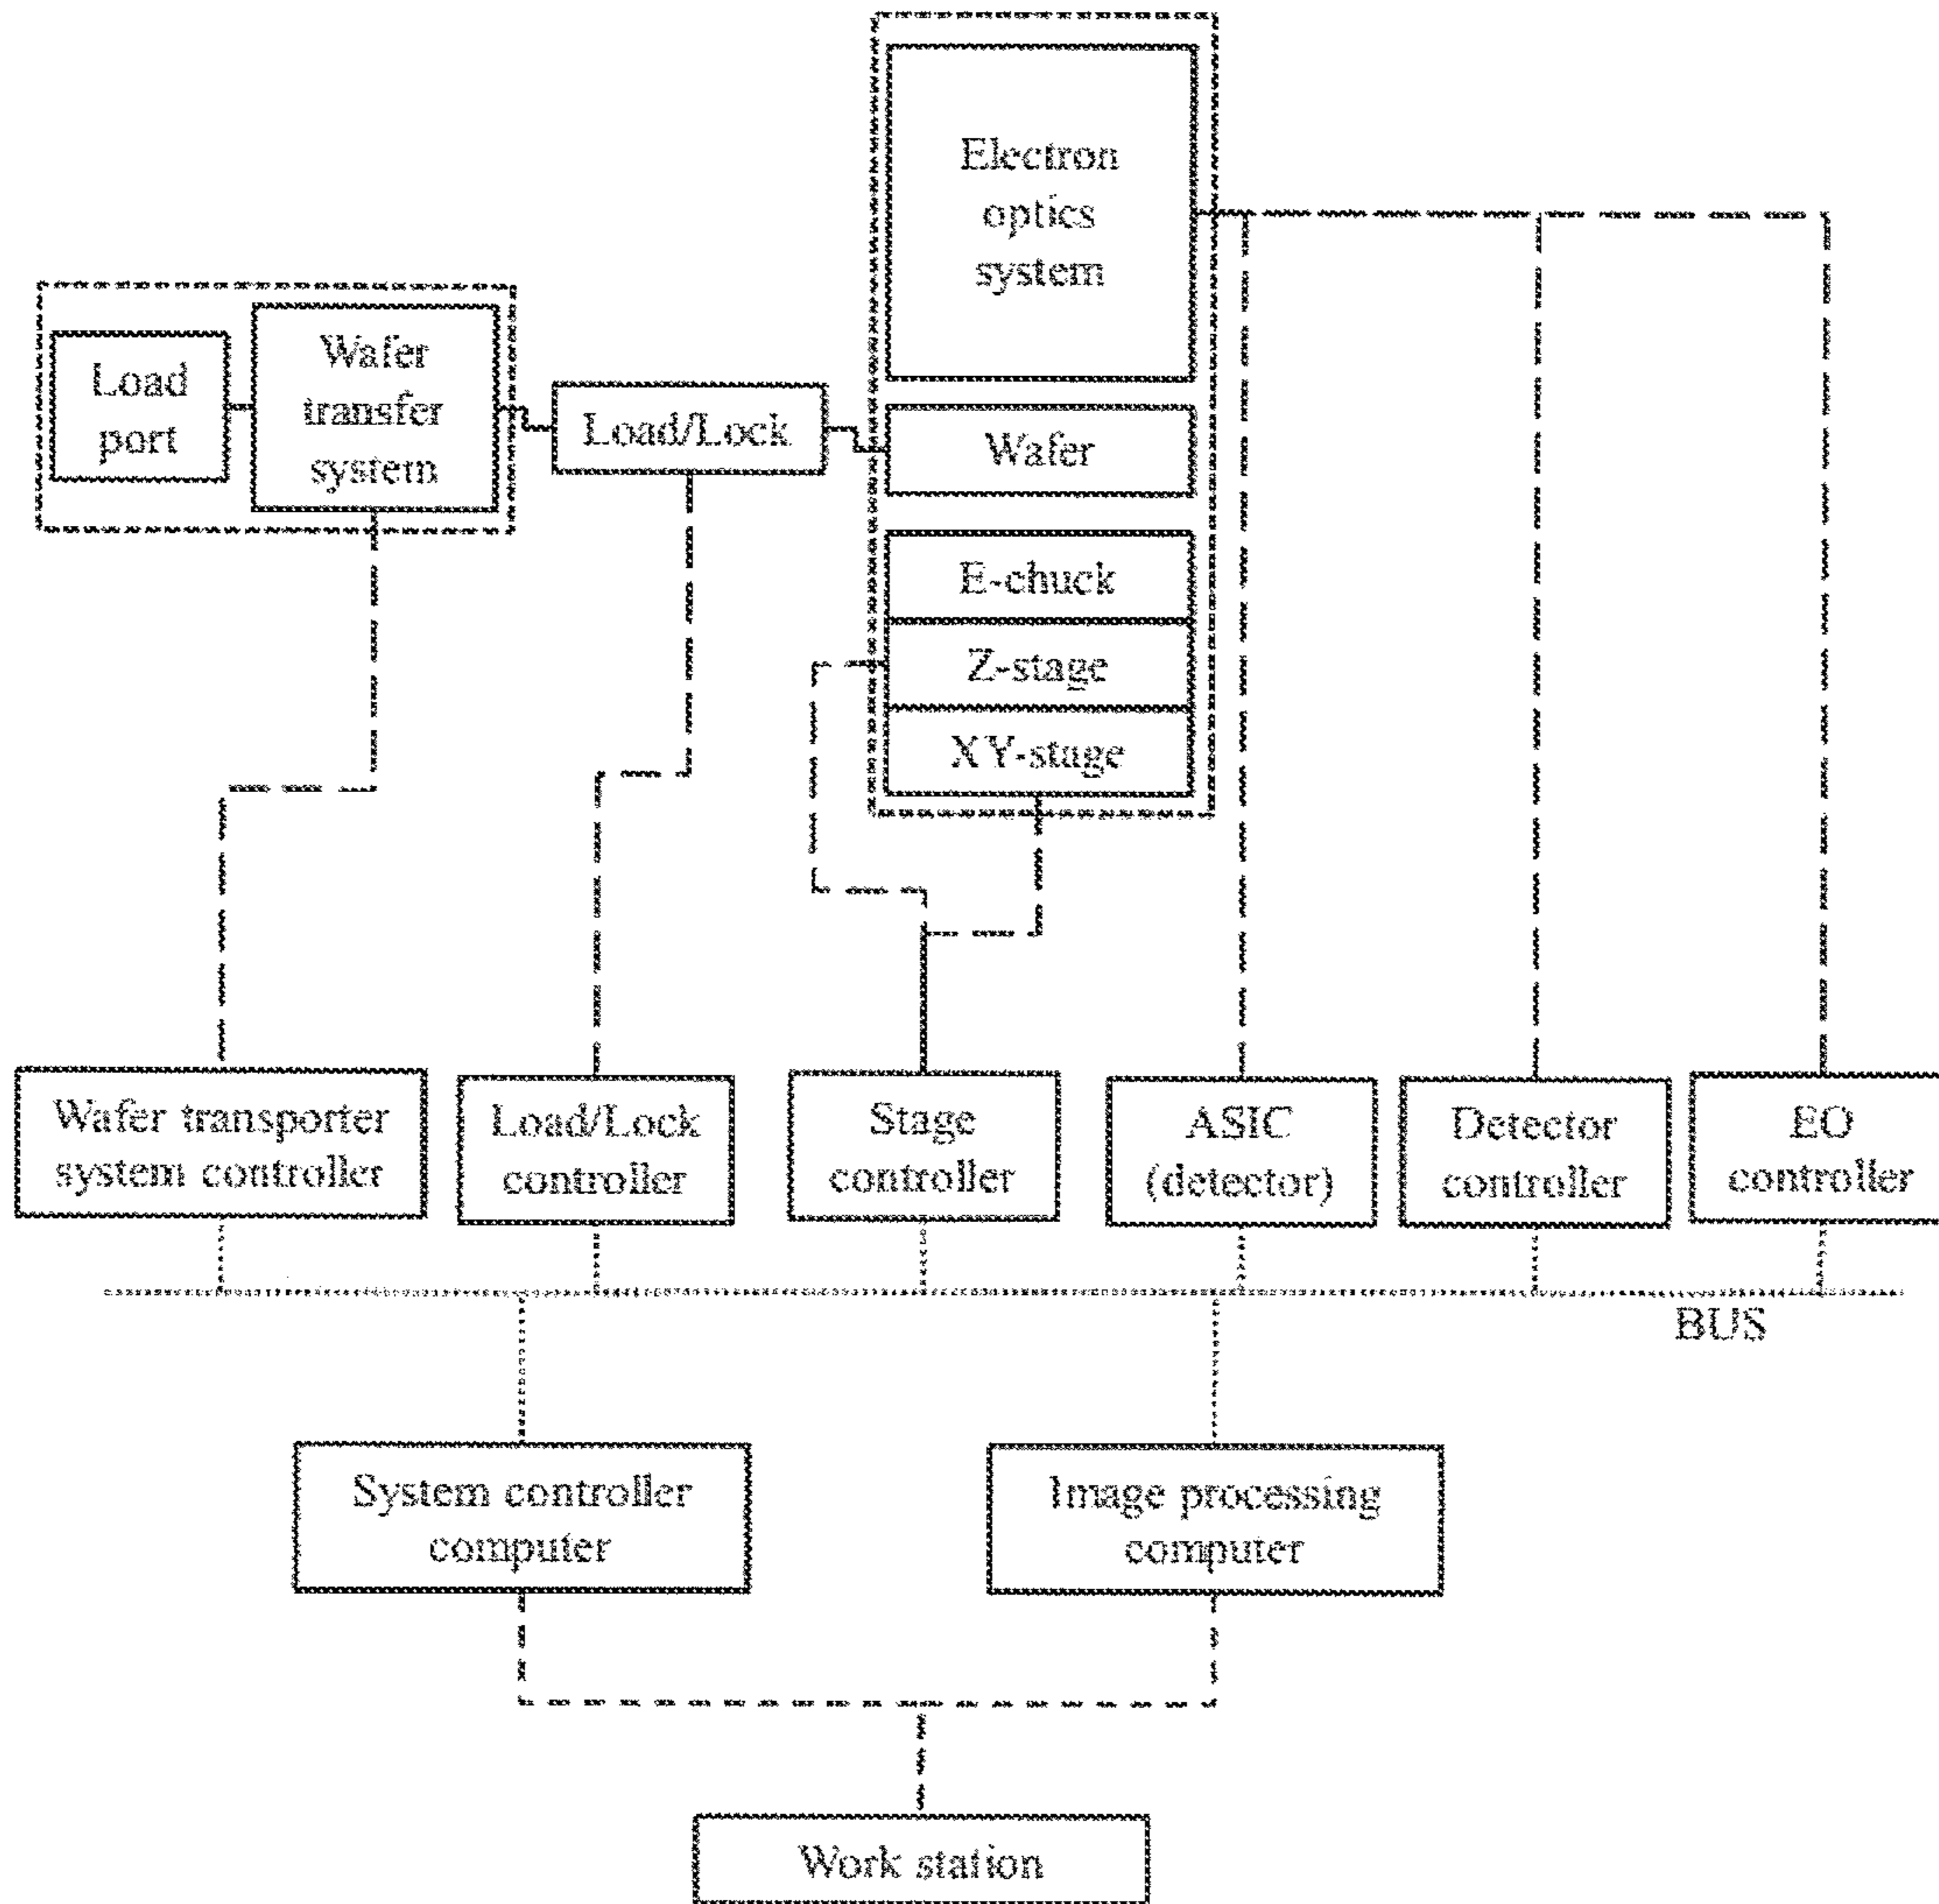 Electron
optics
system
Load
port
Wafer
transfer
system
Load/Lock
Wafer
E-chuck
Z-stage
XY-stage
Wafer transporter
system controller
Load/Lock
controller
Stage
controller
ASIC
(detector)
Detector
controller
EO
controller
BUS
System controller
computer
Image processing
computer
Work station